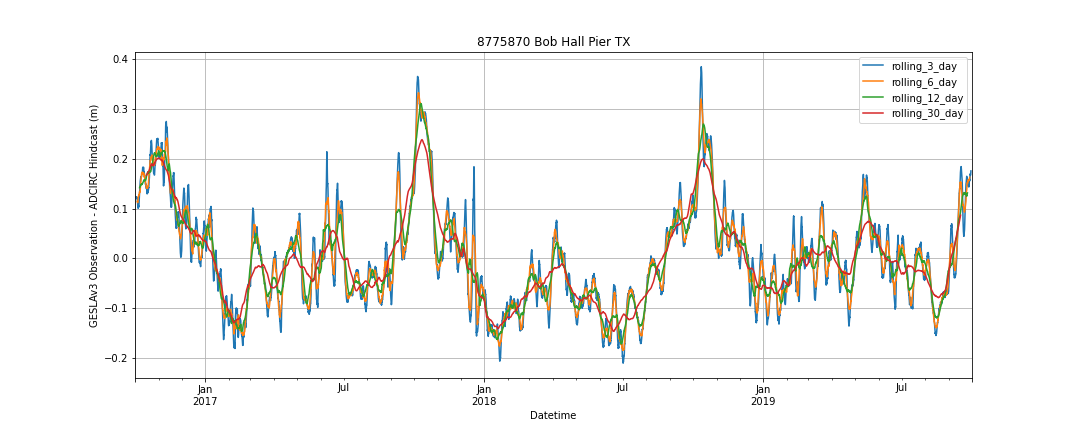 8775870 Bob Hall Pier TX
GESLAv3 Observation - ADCIRC Hindcast (m)
0.4
0.3
0.2
0.1
0.0
−0.1
−0.2
rolling_3_day
rolling_6_day
rolling_12_day
rolling_30_day
Jan
2017
Jul
Jan
2018
Jul
Jan
2019
Jul
Datetime